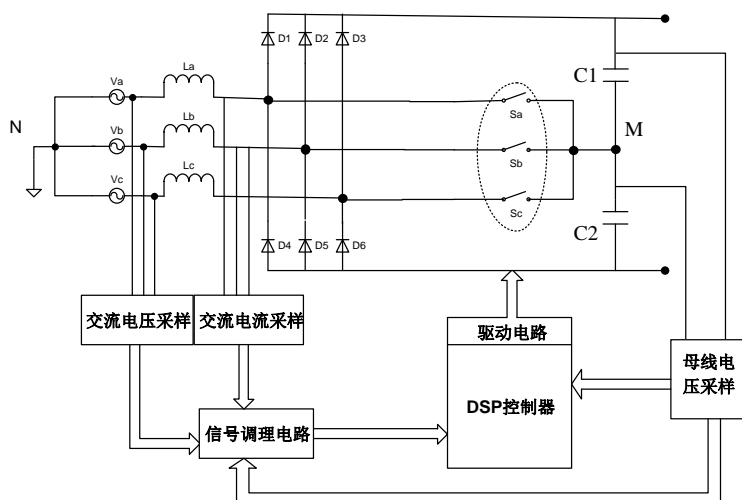 D1
D2
D3
C1
Va
La
Sa
N
Vb
Lb
Sb
M
Vc
Lc
Sc
C2
D4
D5
D6
交流电压采样
交流电流采样
驱动电路
母线电
压采样
DSP控制器
信号调理电路